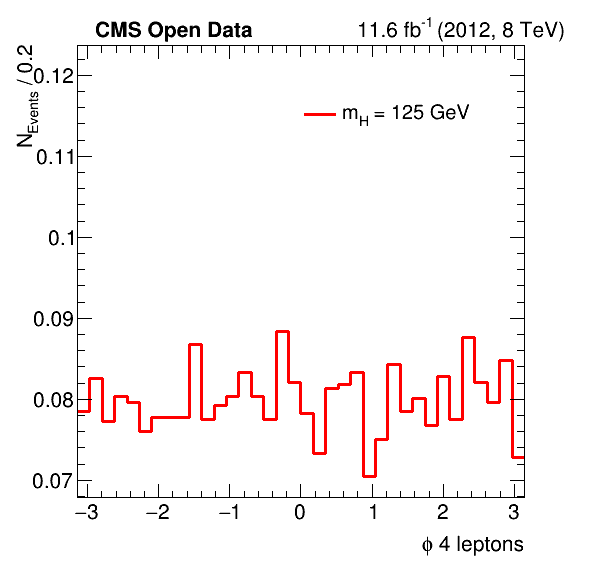 CMS Open Data 11.6 fb⁻¹ (2012, 8 TeV)
N_Events / 0.2
m_H = 125 GeV
0.12
0.11
0.1
0.09
0.08
0.07
−3 −2 −1 0 1 2 3
ϕ 4 leptons